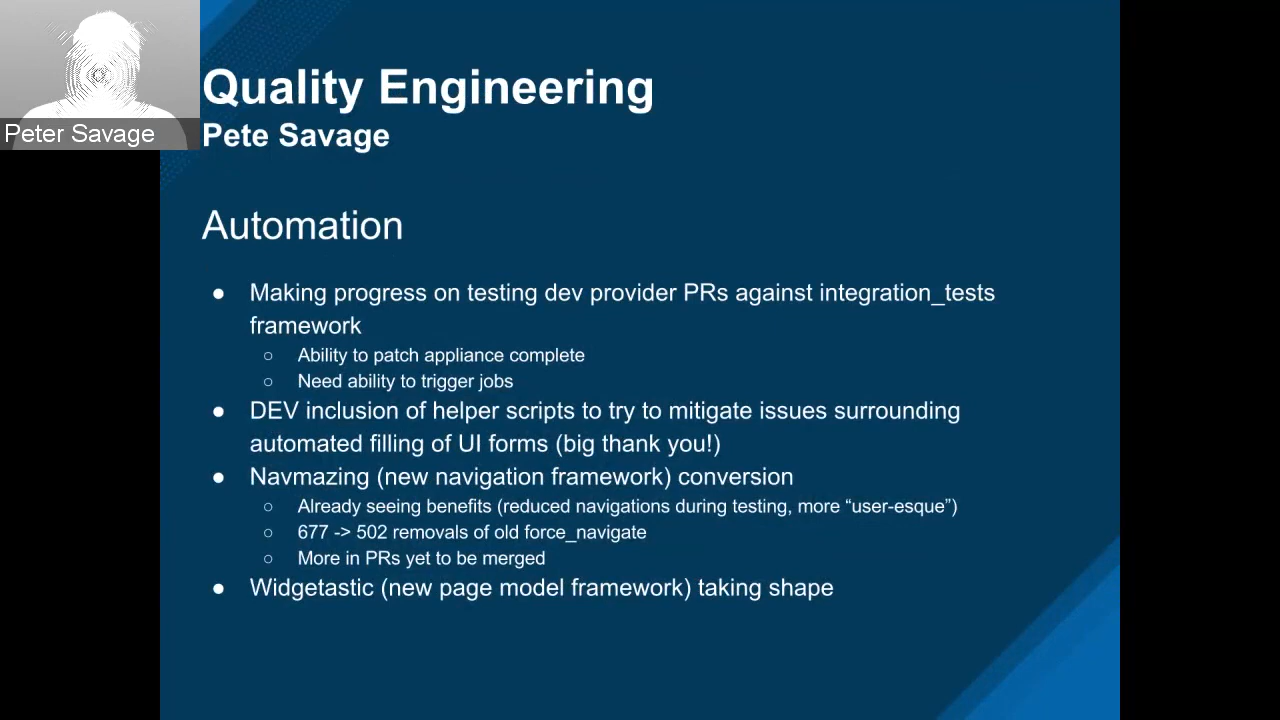 Peter Savage
Quality Engineering
Pete Savage
Automation
● Making progress on testing dev provider PRs against integration_tests
framework
○ Ability to patch appliance complete
○ Need ability to trigger jobs
● DEV inclusion of helper scripts to try to mitigate issues surrounding
automated filling of UI forms (big thank you!)
● Navmazing (new navigation framework) conversion
○ Already seeing benefits (reduced navigations during testing, more “user-esque”)
○ 677 -> 502 removals of old force_navigate
○ More in PRs yet to be merged
● Widgetastic (new page model framework) taking shape